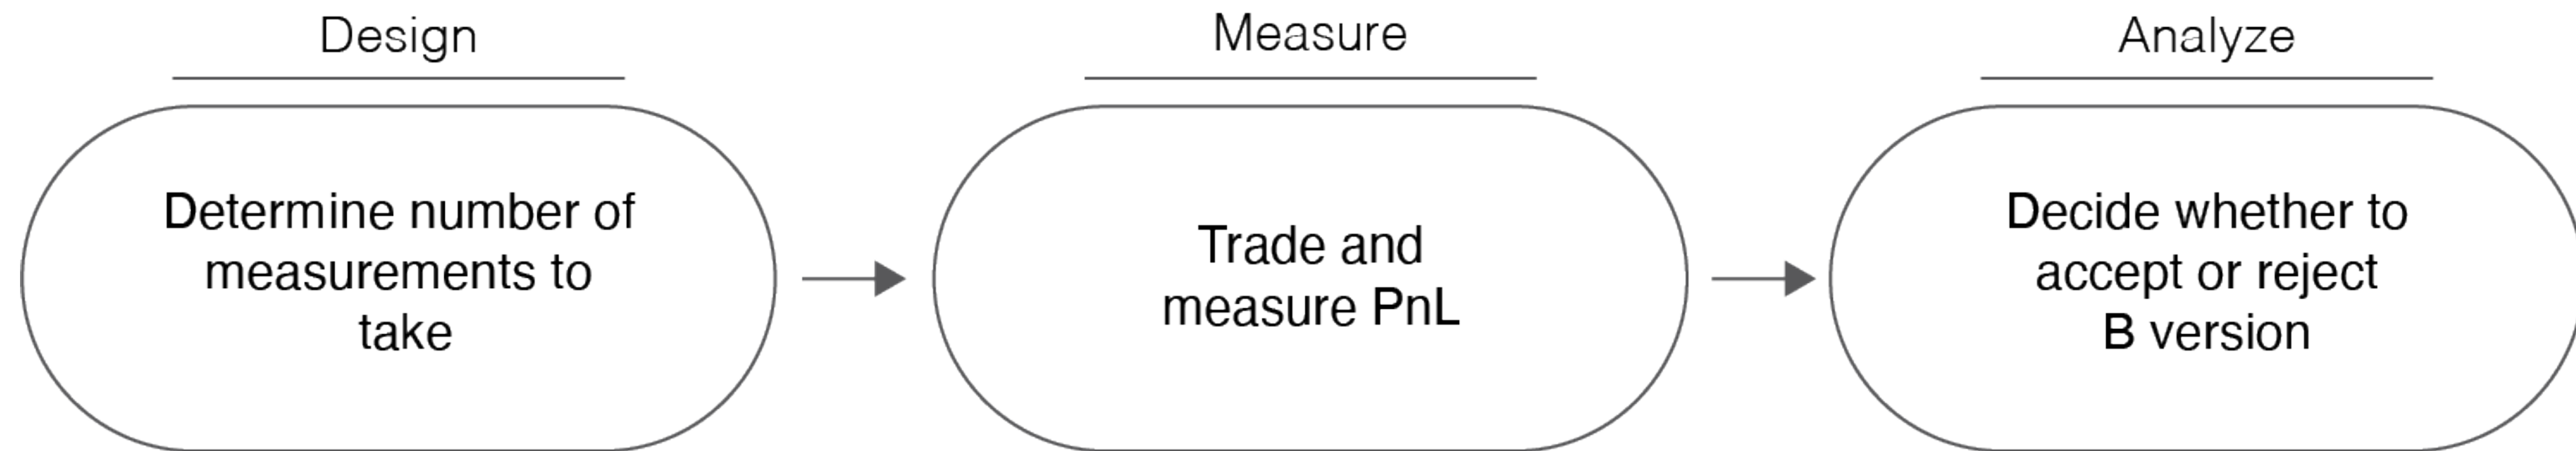 Design
Determine number of
measurements to
take
Measure
Trade and
measure PnL
Analyze
Decide whether to
accept or reject
B version